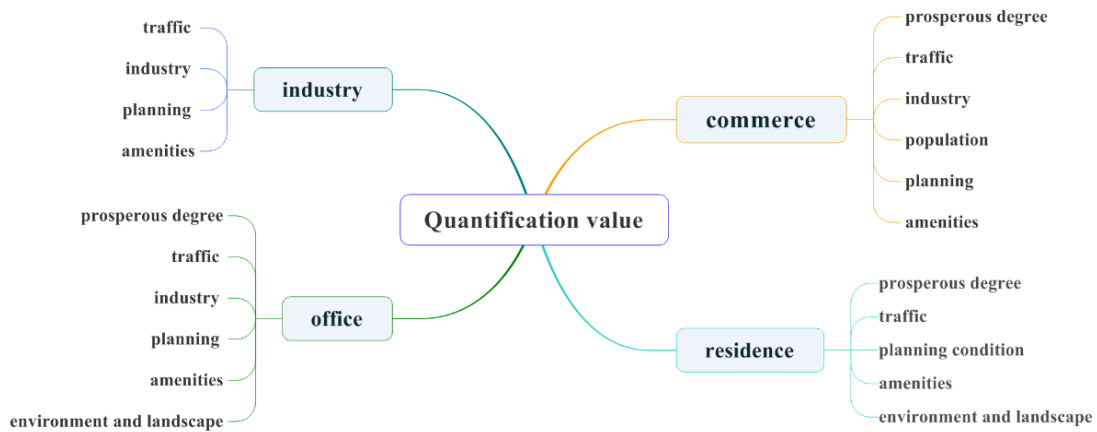 Quantification value
industry
traffic
industry
planning
amenities
office
prosperous degree
traffic
industry
planning
amenities
environment and landscape
commerce
prosperous degree
traffic
industry
population
planning
amenities
residence
prosperous degree
traffic
planning condition
amenities
environment and landscape